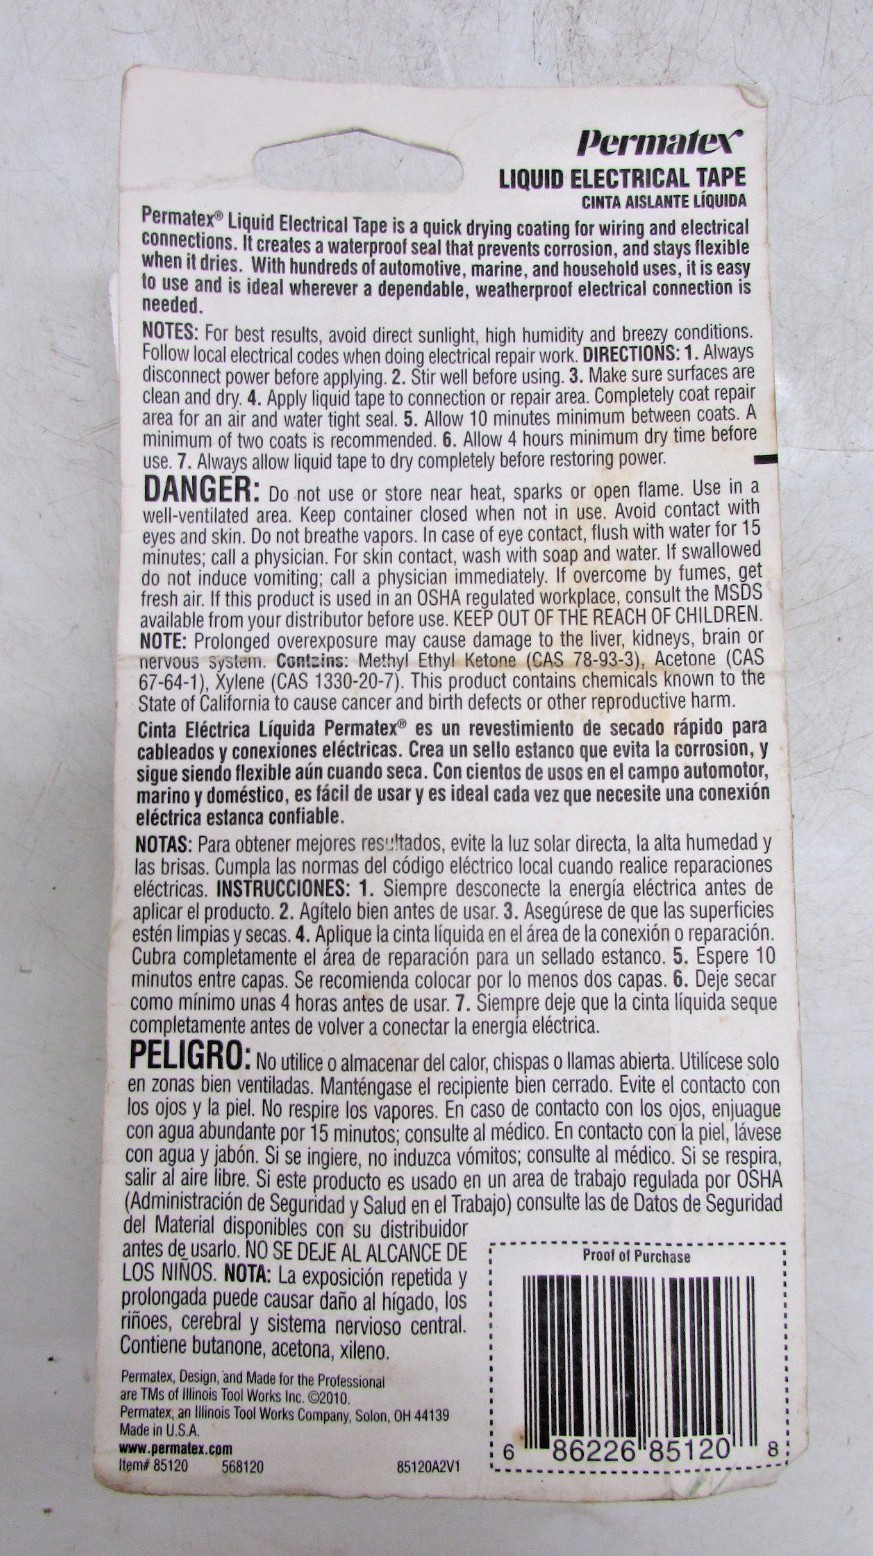 Permatex
LIQUID ELECTRICAL TAPE
CINTA AISLANTE LÍQUIDA
Permatex® Liquid Electrical Tape is a quick drying coating for wiring and electrical
connections. It creates a waterproof seal that prevents corrosion, and stays flexible
when it dries. With hundreds of automotive, marine, and household uses, it is easy
to use and is ideal wherever a dependable, weatherproof electrical connection is
needed.
NOTES: For best results, avoid direct sunlight, high humidity and breezy conditions.
Follow local electrical codes when doing electrical repair work. DIRECTIONS: 1. Always
disconnect power before applying. 2. Stir well before using. 3. Make sure surfaces are
clean and dry. 4. Apply liquid tape to connection or repair area. Completely coat repair
area for an air and water tight seal. 5. Allow 10 minutes minimum between coats. A
minimum of two coats is recommended. 6. Allow 4 hours minimum dry time before
use. 7. Always allow liquid tape to dry completely before restoring power.
DANGER: Do not use or store near heat, sparks or open flame. Use in a
well-ventilated area. Keep container closed when not in use. Avoid contact with
eyes and skin. Do not breathe vapors. In case of eye contact, flush with water for 15
minutes; call a physician. For skin contact, wash with soap and water. If swallowed
do not induce vomiting; call a physician immediately. If overcome by fumes, get
fresh air. If this product is used in an OSHA regulated workplace, consult the MSDS
available from your distributor before use. KEEP OUT OF THE REACH OF CHILDREN.
NOTE: Prolonged overexposure may cause damage to the liver, kidneys, brain or
nervous system. Contains: Methyl Ethyl Ketone (CAS 78-93-3), Acetone (CAS
67-64-1), Xylene (CAS 1330-20-7). This product contains chemicals known to the
State of California to cause cancer and birth defects or other reproductive harm.
Cinta Eléctrica Líquida Permatex® es un revestimiento de secado rápido para
cableados y conexiones eléctricas. Crea un sello estanco que evita la corrosion, y
sigue siendo flexible aún cuando seca. Con cientos de usos en el campo automotor,
marino y doméstico, es fácil de usar y es ideal cada vez que necesite una conexión
eléctrica estanca confiable.
NOTAS: Para obtener mejores resultados, evite la luz solar directa, la alta humedad y
las brisas. Cumpla las normas del código eléctrico local cuando realice reparaciones
eléctricas. INSTRUCCIONES: 1. Siempre desconecte la energía eléctrica antes de
aplicar el producto. 2. Agítelo bien antes de usar. 3. Asegúrese de que las superficies
estén limpias y secas. 4. Aplique la cinta líquida en el área de la conexión o reparación.
Cubra completamente el área de reparación para un sellado estanco. 5. Espere 10
minutos entre capas. Se recomienda colocar por lo menos dos capas. 6. Deje secar
como mínimo unas 4 horas antes de usar. 7. Siempre deje que la cinta líquida seque
completamente antes de volver a conectar la energía eléctrica.
PELIGRO: No utilice o almacenar del calor, chispas o llamas abierta. Utilícese solo
en zonas bien ventiladas. Manténgase el recipiente bien cerrado. Evite el contacto con
los ojos y la piel. No respire los vapores. En caso de contacto con los ojos, enjuague
con agua abundante por 15 minutos; consulte al médico. En contacto con la piel, lávese
con agua y jabón. Si se ingiere, no induzca vómitos; consulte al médico. Si se respira,
salir al aire libre. Si este producto es usado en un area de trabajo regulada por OSHA
(Administración de Seguridad y Salud en el Trabajo) consulte las de Datos de Seguridad
del Material disponibles con su distribuidor
antes de usarlo. NO SE DEJE AL ALCANCE DE
LOS NIÑOS. NOTA: La exposición repetida y
prolongada puede causar daño al hígado, los
riñoes, cerebral y sistema nervioso central.
Contiene butanone, acetona, xileno.
Permatex, Design, and Made for the Professional
are TMs of Illinois Tool Works Inc. ©2010.
Permatex, an Illinois Tool Works Company, Solon, OH 44139
Made in U.S.A.
www.permatex.com
Item# 85120 568120 85120A2V1
Proof of Purchase
6 86226 85120 8